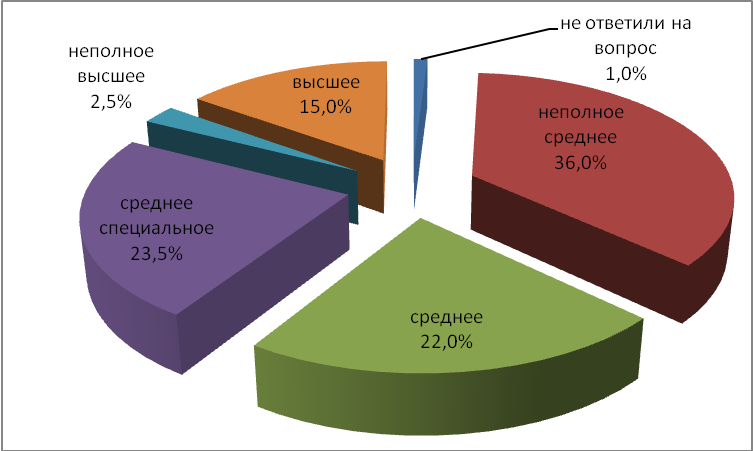 не ответили на
вопрос
1,0%
неполное
среднее
36,0%
среднее
22,0%
среднее
специальное
23,5%
неполное
высшее
2,5%
высшее
15,0%